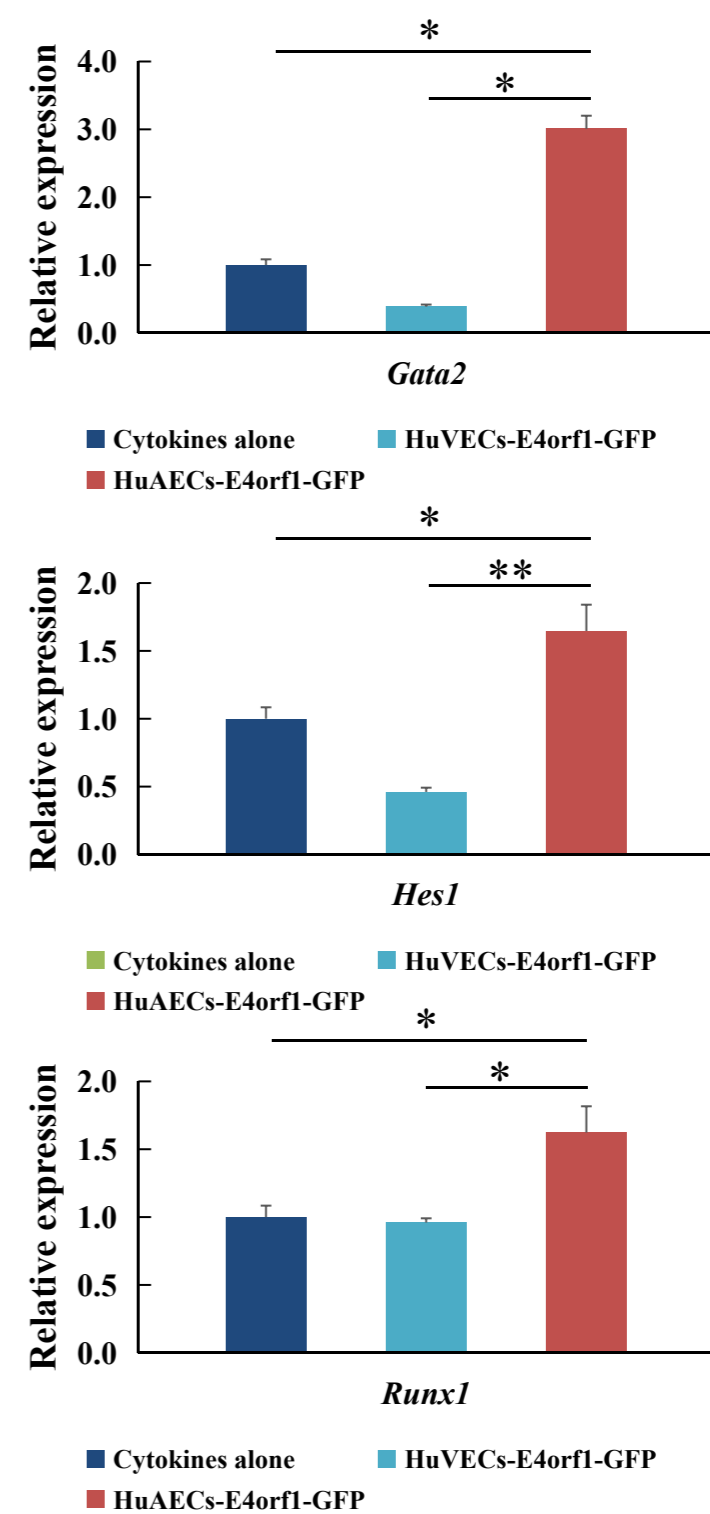 *
*
4.0
3.0
2.0
1.0
0.0
Relative expression
Gata2
Cytokines alone HuVECs-E4orf1-GFP
HuAECs-E4orf1-GFP
*
**
2.0
1.5
1.0
0.5
0.0
Relative expression
Hes1
Cytokines alone HuVECs-E4orf1-GFP
HuAECs-E4orf1-GFP
*
*
2.0
1.5
1.0
0.5
0.0
Relative expression
Runx1
Cytokines alone HuVECs-E4orf1-GFP
HuAECs-E4orf1-GFP